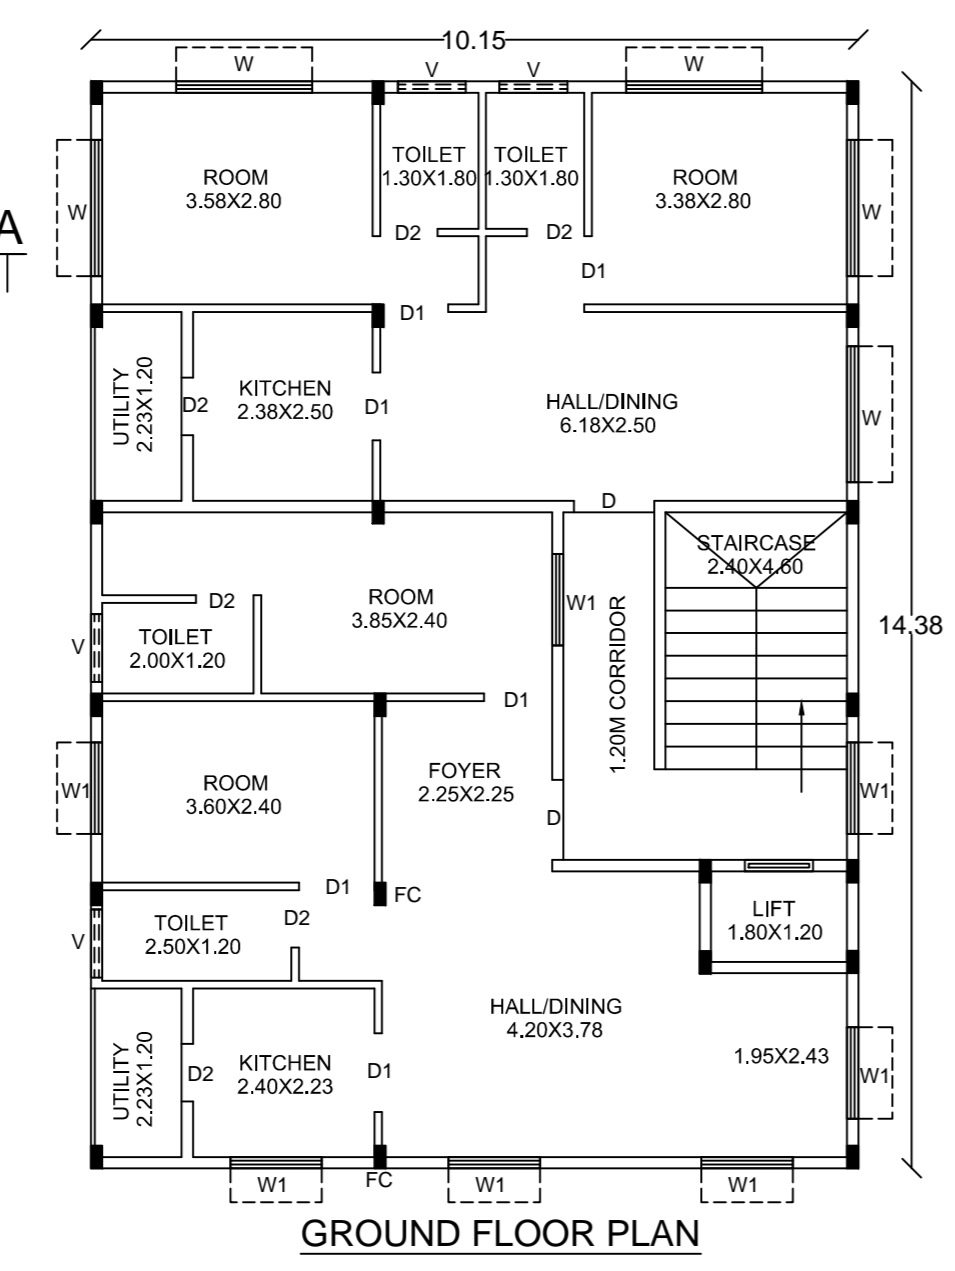 10.15
W
V
V
W
ROOM
3.58X2.80
TOILET
1.30X1.80
TOILET
1.30X1.80
ROOM
3.38X2.80
W
W
A
D2
D2
D1
D1
UTILITY
2.23X1.20
D2
KITCHEN
2.38X2.50
D1
HALL/DINING
6.18X2.50
W
D
STAIRCASE
2.40X4.60
D2
ROOM
3.85X2.40
W1
TOILET
2.00X1.20
V
1.20M CORRIDOR
14.38
D1
W1
ROOM
3.60X2.40
FOYER
2.25X2.25
D
W1
D1
FC
D2
TOILET
2.50X1.20
V
LIFT
1.80X1.20
HALL/DINING
4.20X3.78
1.95X2.43
UTILITY
2.23X1.20
D2
KITCHEN
2.40X2.23
D1
W1
W1
FC
W1
W1
GROUND FLOOR PLAN